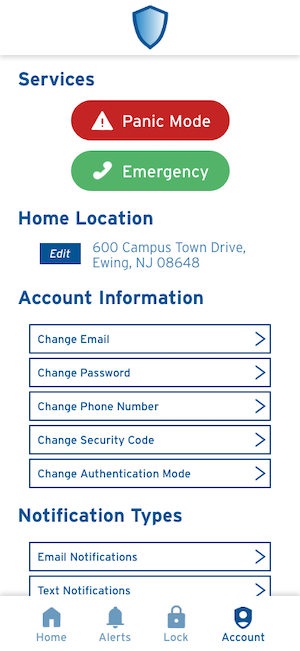 Services
Panic Mode
Emergency
Home Location
Edit
600 Campus Town Drive,
Ewing, NJ 08648
Account Information
Change Email
Change Password
Change Phone Number
Change Security Code
Change Authentication Mode
Notification Types
Email Notifications
Text Notifications
Home
Alerts
Lock
Account